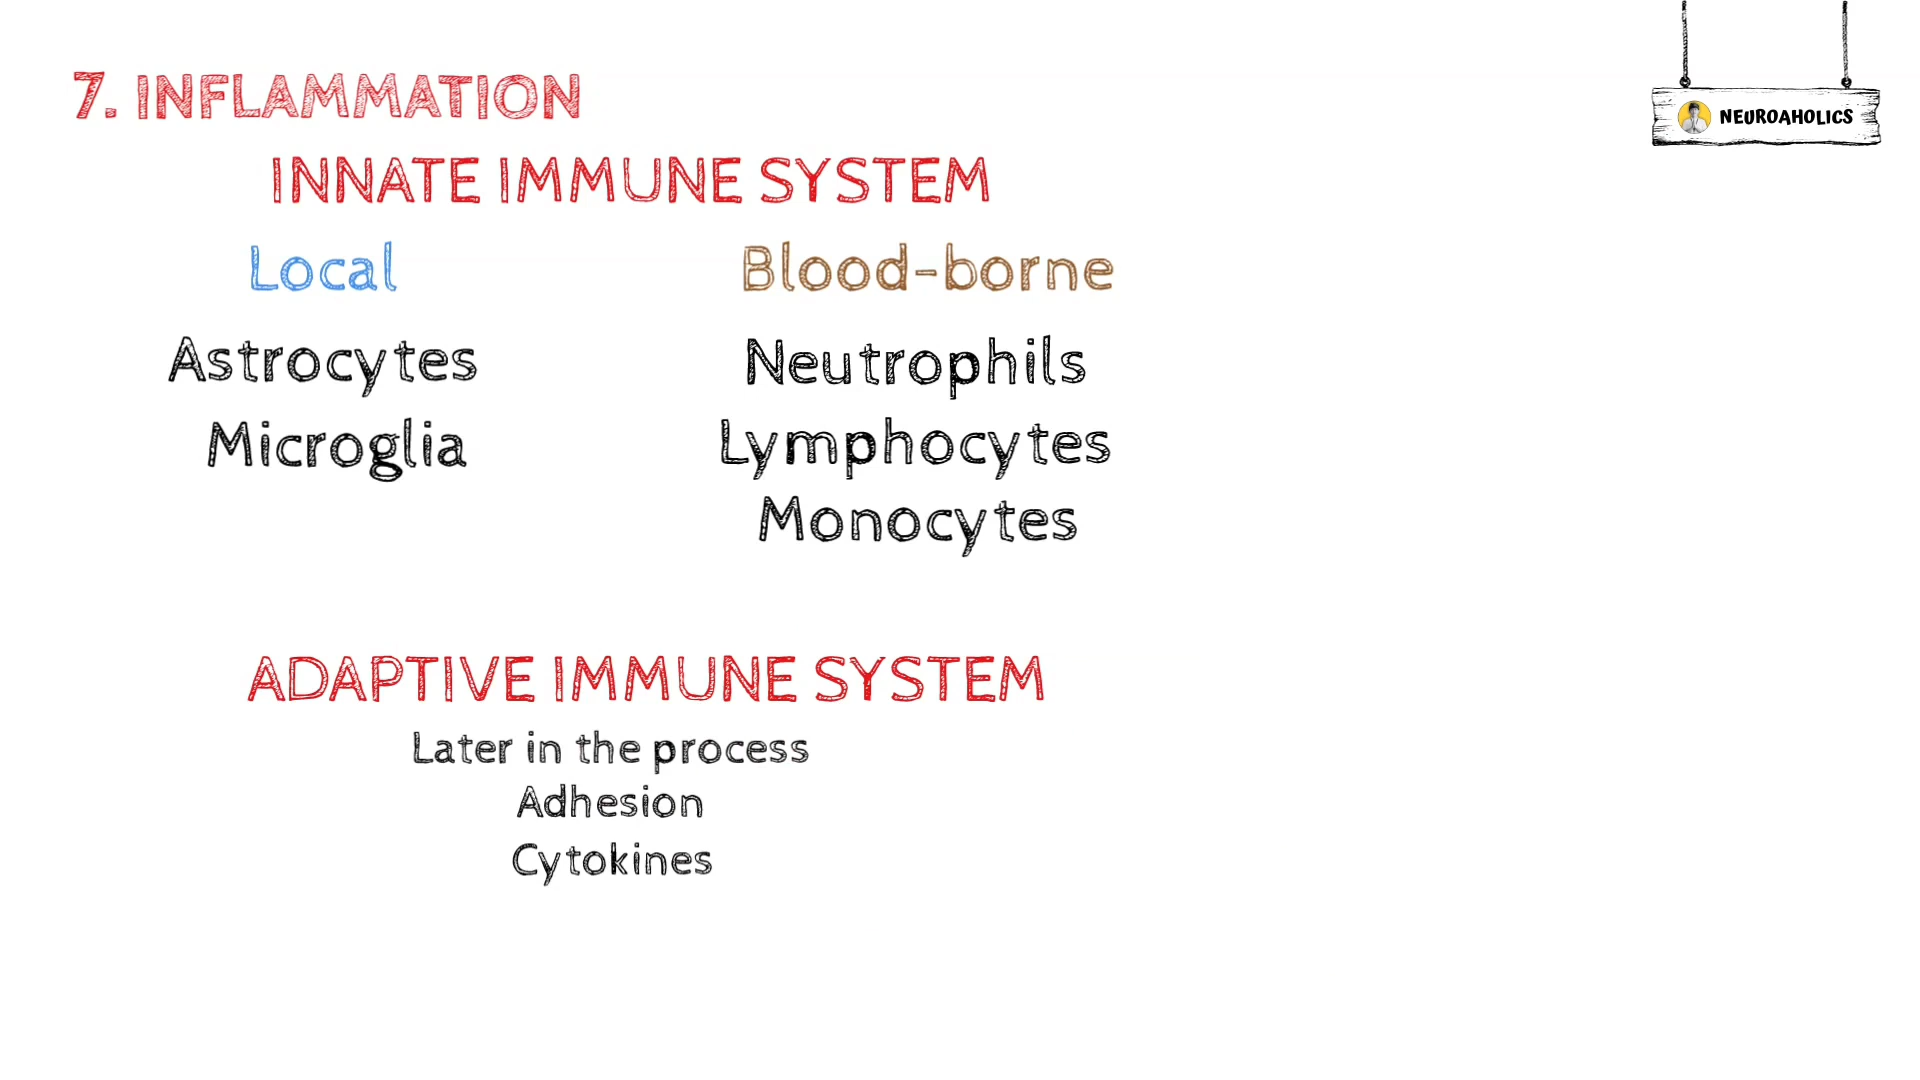 7. INFLAMMATION
NEUROAHOLICS
INNATE IMMUNE SYSTEM
Local
Blood-borne
Astrocytes
Neutrophils
Microglia
Lymphocytes
Monocytes
ADAPTIVE IMMUNE SYSTEM
Later in the process
Adhesion
Cytokines